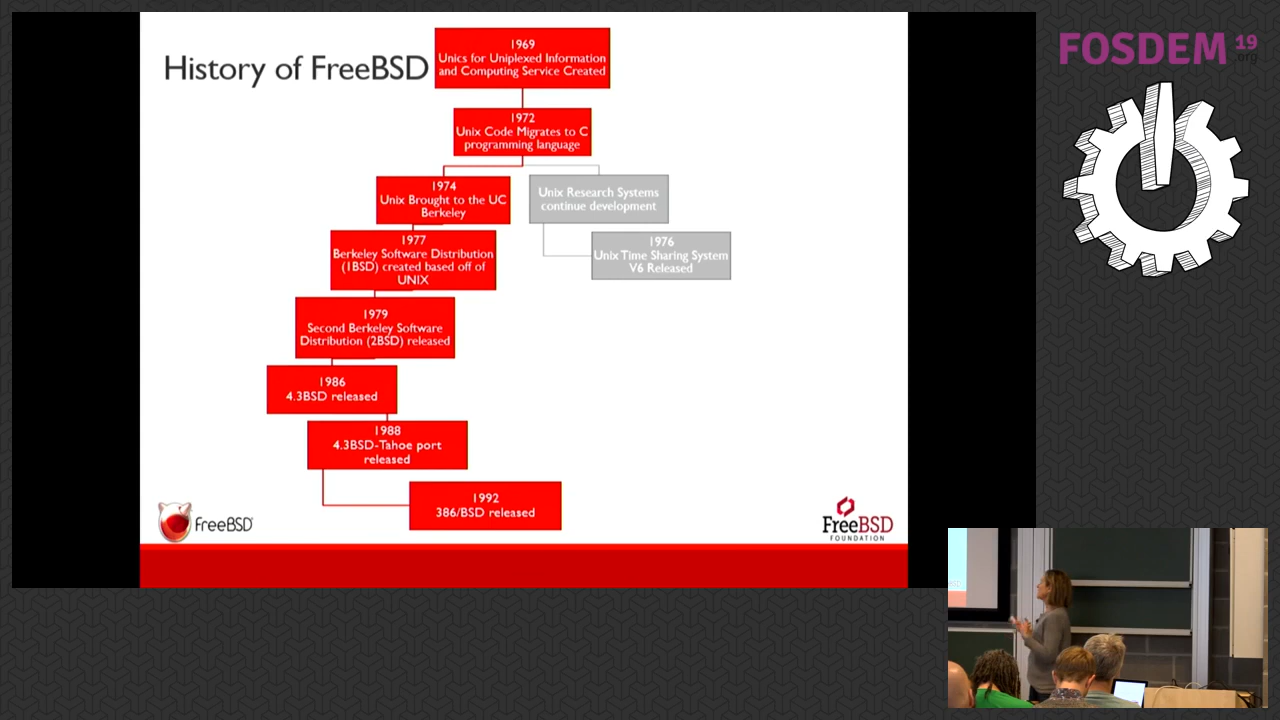 History of FreeBSD
1969
Unics for Uniplexed Information
and Computing Service Created
1972
Unix Code Migrates to C
programming language
1974
Unix Brought to the UC
Berkeley
Unix Research Systems
continue development
1977
Berkeley Software Distribution
(1BSD) created based off of
UNIX
1976
Unix Time Sharing System
V6 Released
1979
Second Berkeley Software
Distribution (2BSD) released
1986
4.3BSD released
1988
4.3BSD-Tahoe port
released
1992
386/BSD released
FreeBSD
FreeBSD
FOUNDATION
FOSDEM 19
.org